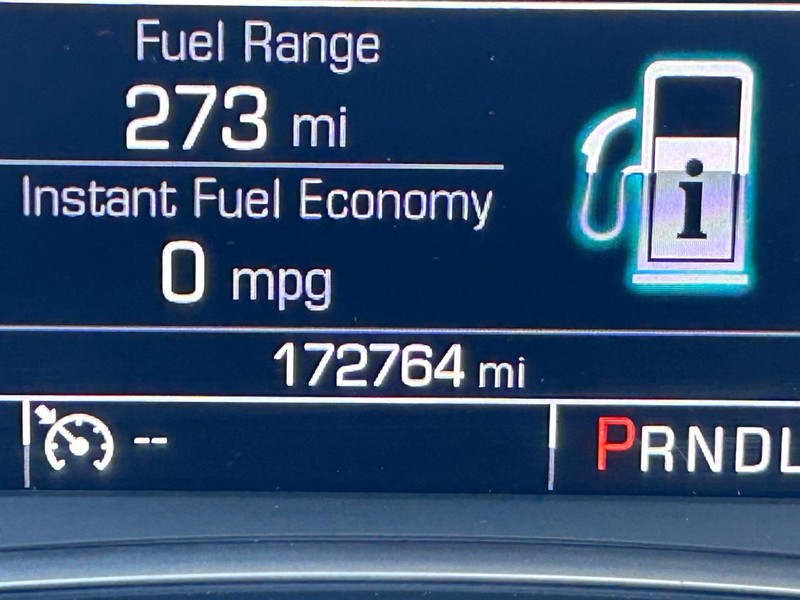 Fuel Range
273 mi
Instant Fuel Economy
0 mpg
i
172764 mi
--
PRNDL